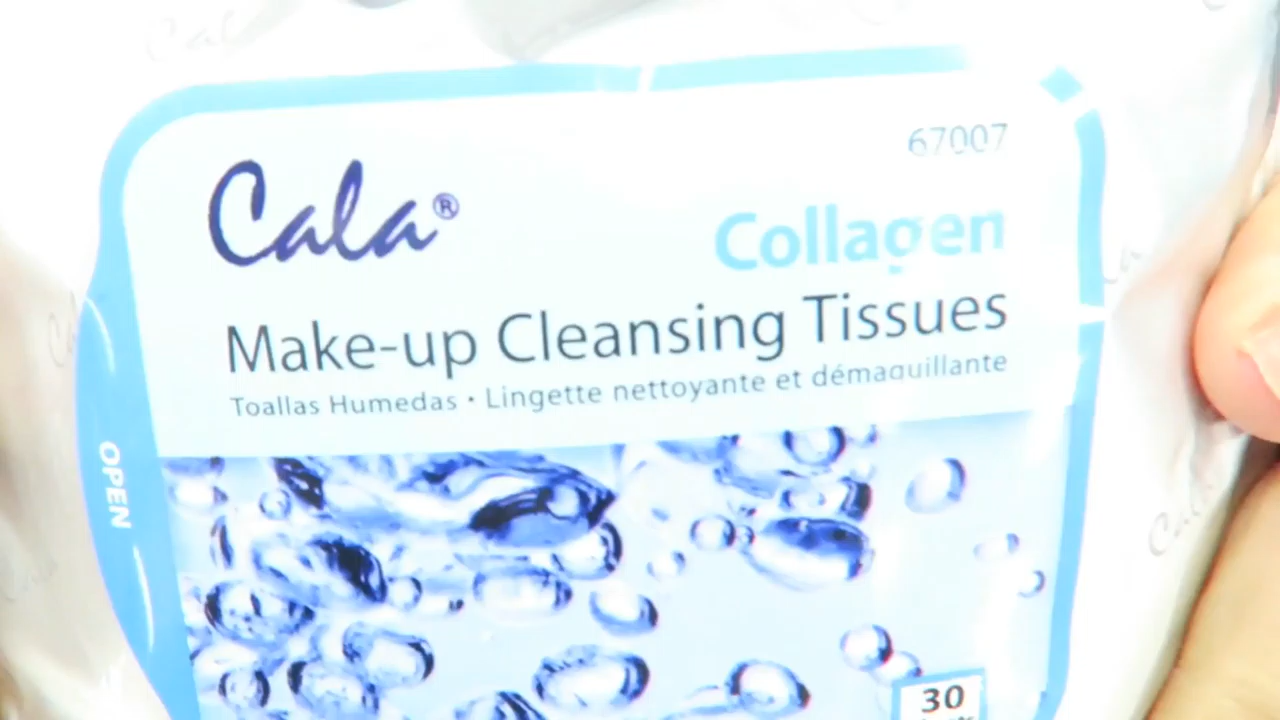 67007
Cala®
Collagen
Make-up Cleansing Tissues
Toallas Humedas • Lingette nettoyante et démaquillante
OPEN
30